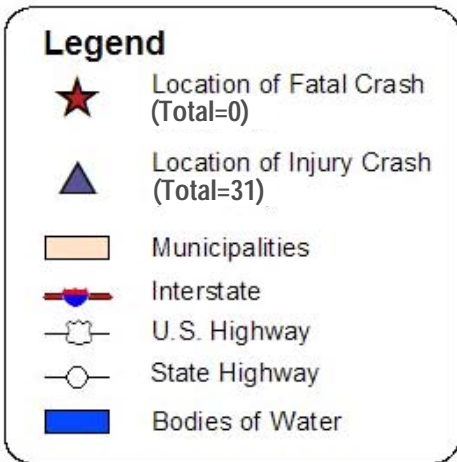 Legend
Location of Fatal Crash
(Total=0)
Location of Injury Crash
(Total=31)
Municipalities
Interstate
U.S. Highway
State Highway
Bodies of Water